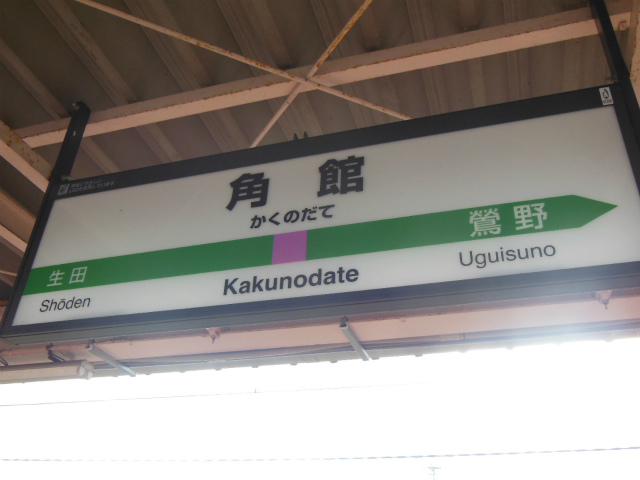 角館
かくのだて
生田
鶯野
Shōden
Kakunodate
Uguisuno